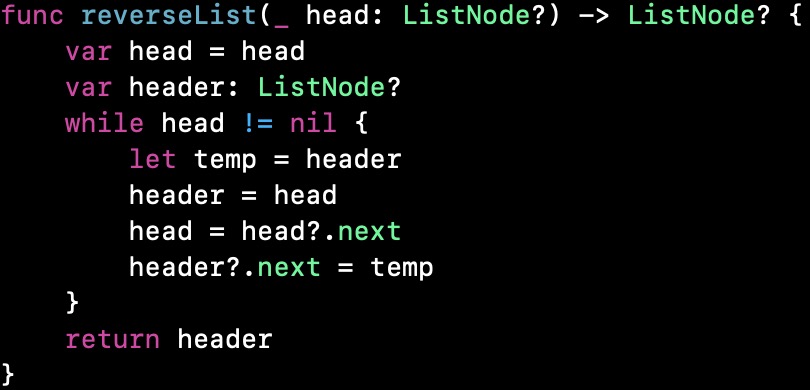 func reverseList(_ head: ListNode?) -> ListNode? {
    var head = head
    var header: ListNode?
    while head != nil {
        let temp = header
        header = head
        head = head?.next
        header?.next = temp
    }
    return header
}